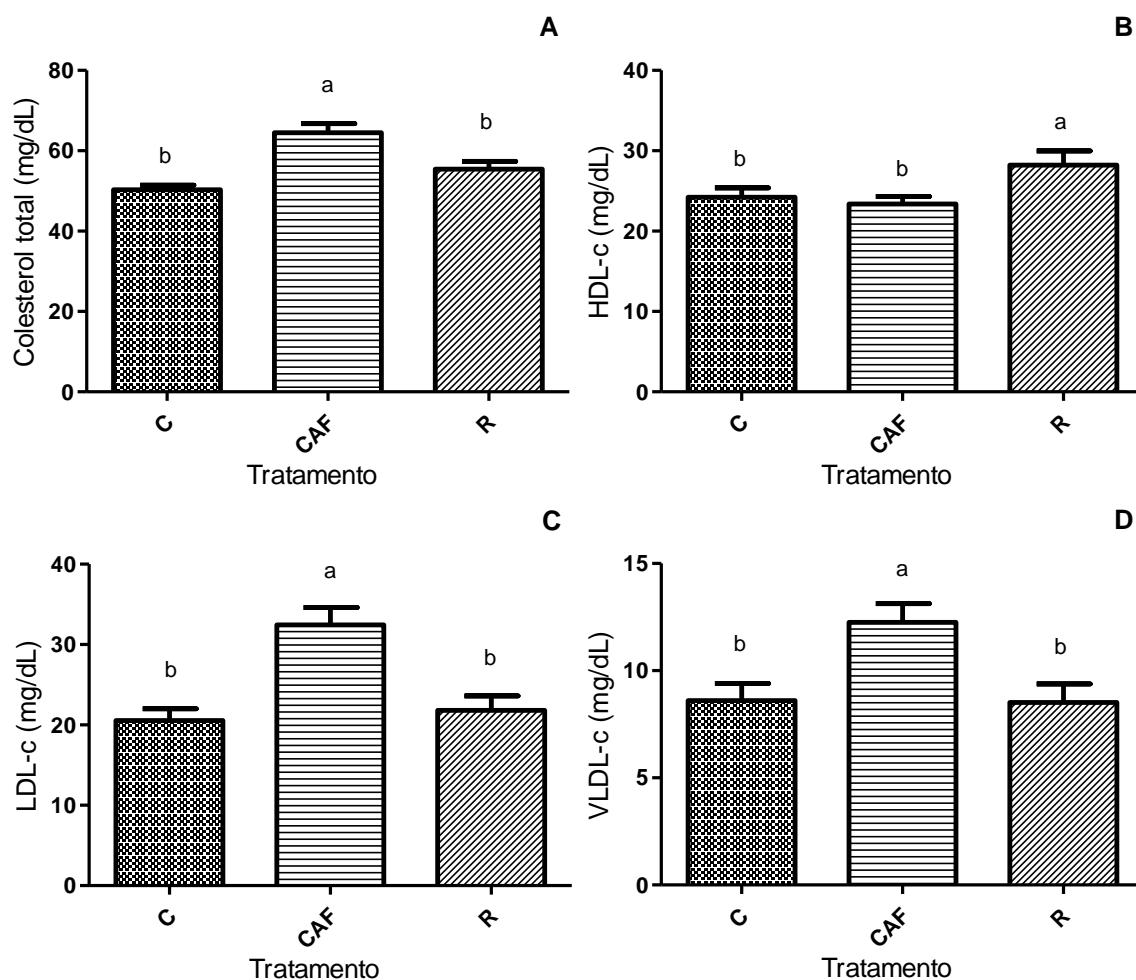 A
Colesterol total (mg/dL)
80
60
40
20
0
b
a
b
C
CAF
R
Tratamento
B
HDL-c (mg/dL)
40
30
20
10
0
b
b
a
C
CAF
R
Tratamento
C
LDL-c (mg/dL)
40
30
20
10
0
b
a
b
C
CAF
R
Tratamento
D
VLDL-c (mg/dL)
15
10
5
0
b
a
b
C
CAF
R
Tratamento